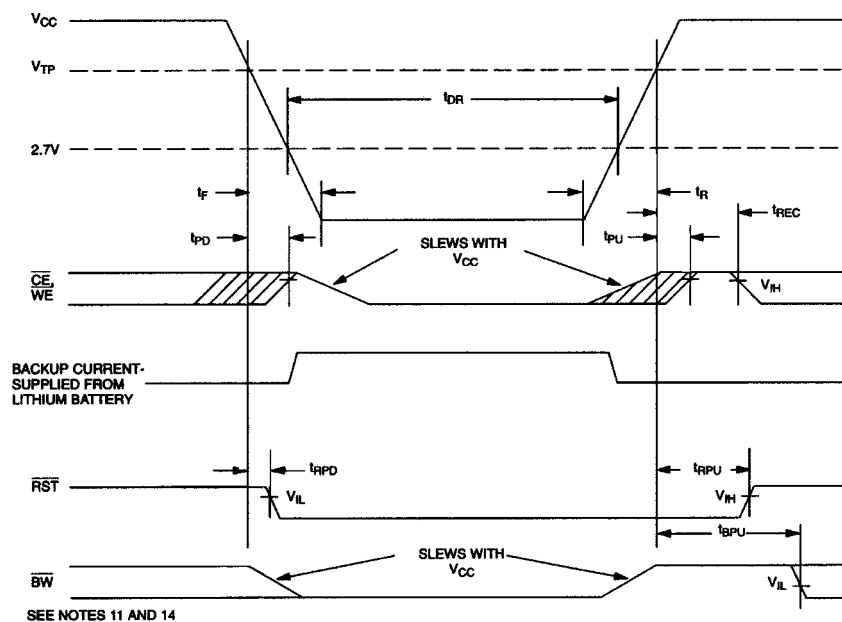 VCC
VTP
tDR
2.7V
tF
tR
tREC
tPD
tPU
SLEWS WITH
VCC
CE,
WE
VIH
BACKUP CURRENT-
SUPPLIED FROM
LITHIUM BATTERY
tRPD
tRPU
RST
VIL
VIH
tBPU
SLEWS WITH
VCC
BW
VIL
SEE NOTES 11 AND 14